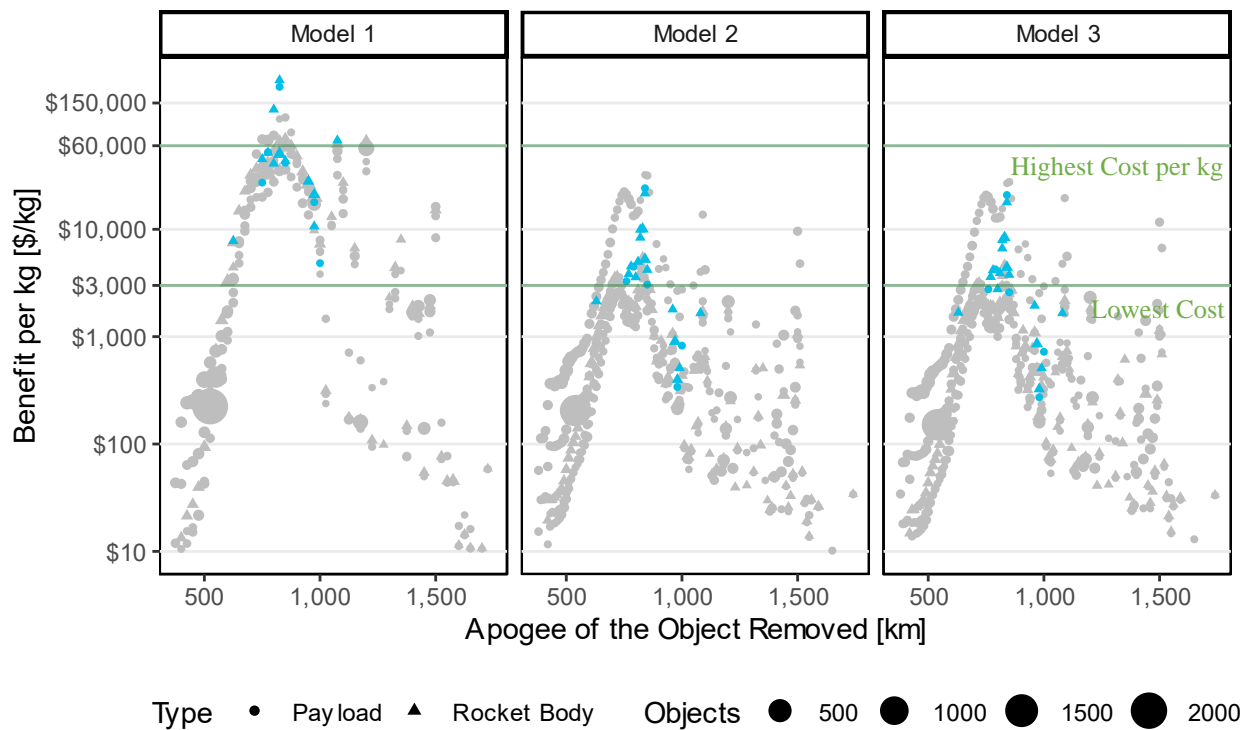 Model 1
Model 2
Model 3
Benefit per kg [$/kg]
$150,000
$60,000
$10,000
$3,000
$1,000
$100
$10
Highest Cost per kg
Lowest Cost
500 1,000 1,500
500 1,000 1,500
500 1,000 1,500
Apogee of the Object Removed [km]
Type Payload Rocket Body Objects 500 1000 1500 2000